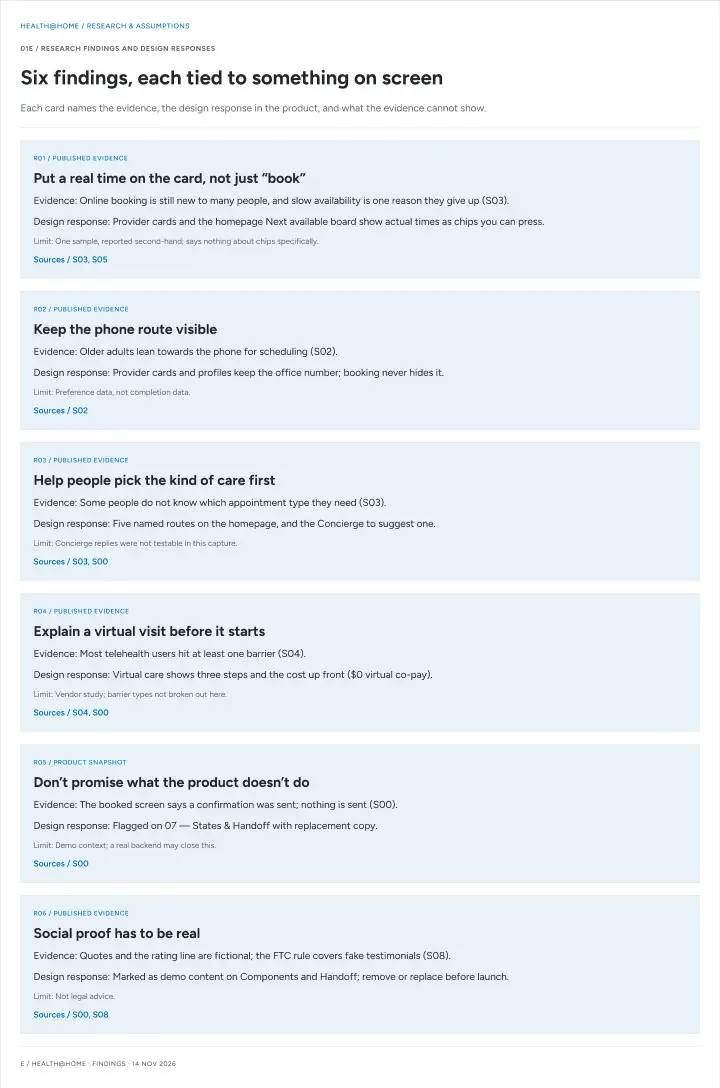 HEALTH@HOME / RESEARCH & ASSUMPTIONS
01E / RESEARCH FINDINGS AND DESIGN RESPONSES
Six findings, each tied to something on screen
Each card names the evidence, the design response in the product, and what the evidence cannot show.
R01 / PUBLISHED EVIDENCE
Put a real time on the card, not just “book”
Evidence: Online booking is still new to many people, and slow availability is one reason they give up (S03).
Design response: Provider cards and the homepage Next available board show actual times as chips you can press.
Limit: One sample, reported second-hand; says nothing about chips specifically.
Sources / S03, S05
R02 / PUBLISHED EVIDENCE
Keep the phone route visible
Evidence: Older adults lean towards the phone for scheduling (S02).
Design response: Provider cards and profiles keep the office number; booking never hides it.
Limit: Preference data, not completion data.
Sources / S02
R03 / PUBLISHED EVIDENCE
Help people pick the kind of care first
Evidence: Some people do not know which appointment type they need (S03).
Design response: Five named routes on the homepage, and the Concierge to suggest one.
Limit: Concierge replies were not testable in this capture.
Sources / S03, S00
R04 / PUBLISHED EVIDENCE
Explain a virtual visit before it starts
Evidence: Most telehealth users hit at least one barrier (S04).
Design response: Virtual care shows three steps and the cost up front ($0 virtual co-pay).
Limit: Vendor study; barrier types not broken out here.
Sources / S04, S00
R05 / PRODUCT SNAPSHOT
Don’t promise what the product doesn’t do
Evidence: The booked screen says a confirmation was sent; nothing is sent (S00).
Design response: Flagged on 07 — States & Handoff with replacement copy.
Limit: Demo context; a real backend may close this.
Sources / S00
R06 / PUBLISHED EVIDENCE
Social proof has to be real
Evidence: Quotes and the rating line are fictional; the FTC rule covers fake testimonials (S08).
Design response: Marked as demo content on Components and Handoff; remove or replace before launch.
Limit: Not legal advice.
Sources / S00, S08
E / HEALTH@HOME · FINDINGS · 14 NOV 2026